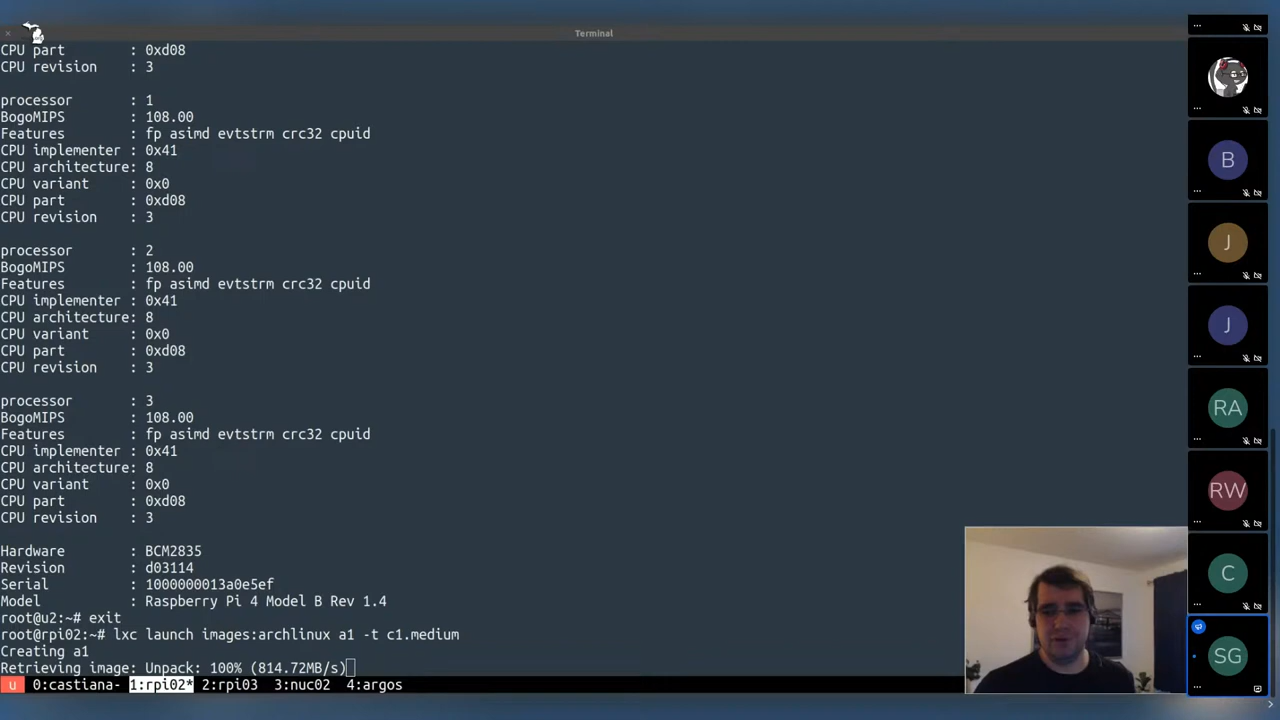 Terminal
CPU part : 0xd08
CPU revision : 3
processor : 1
BogoMIPS : 108.00
Features : fp asimd evtstrm crc32 cpuid
CPU implementer : 0x41
CPU architecture: 8
CPU variant : 0x0
CPU part : 0xd08
CPU revision : 3
processor : 2
BogoMIPS : 108.00
Features : fp asimd evtstrm crc32 cpuid
CPU implementer : 0x41
CPU architecture: 8
CPU variant : 0x0
CPU part : 0xd08
CPU revision : 3
processor : 3
BogoMIPS : 108.00
Features : fp asimd evtstrm crc32 cpuid
CPU implementer : 0x41
CPU architecture: 8
CPU variant : 0x0
CPU part : 0xd08
CPU revision : 3
Hardware : BCM2835
Revision : d03114
Serial : 1000000013a0e5ef
Model : Raspberry Pi 4 Model B Rev 1.4
root@u2:~# exit
root@rpi02:~# lxc launch images:archlinux a1 -t c1.medium
Creating a1
Retrieving image: Unpack: 100% (814.72MB/s)
u 0:castiana- 1:rpi02* 2:rpi03 3:nuc02 4:argos
B
J
J
RA
RW
C
SG